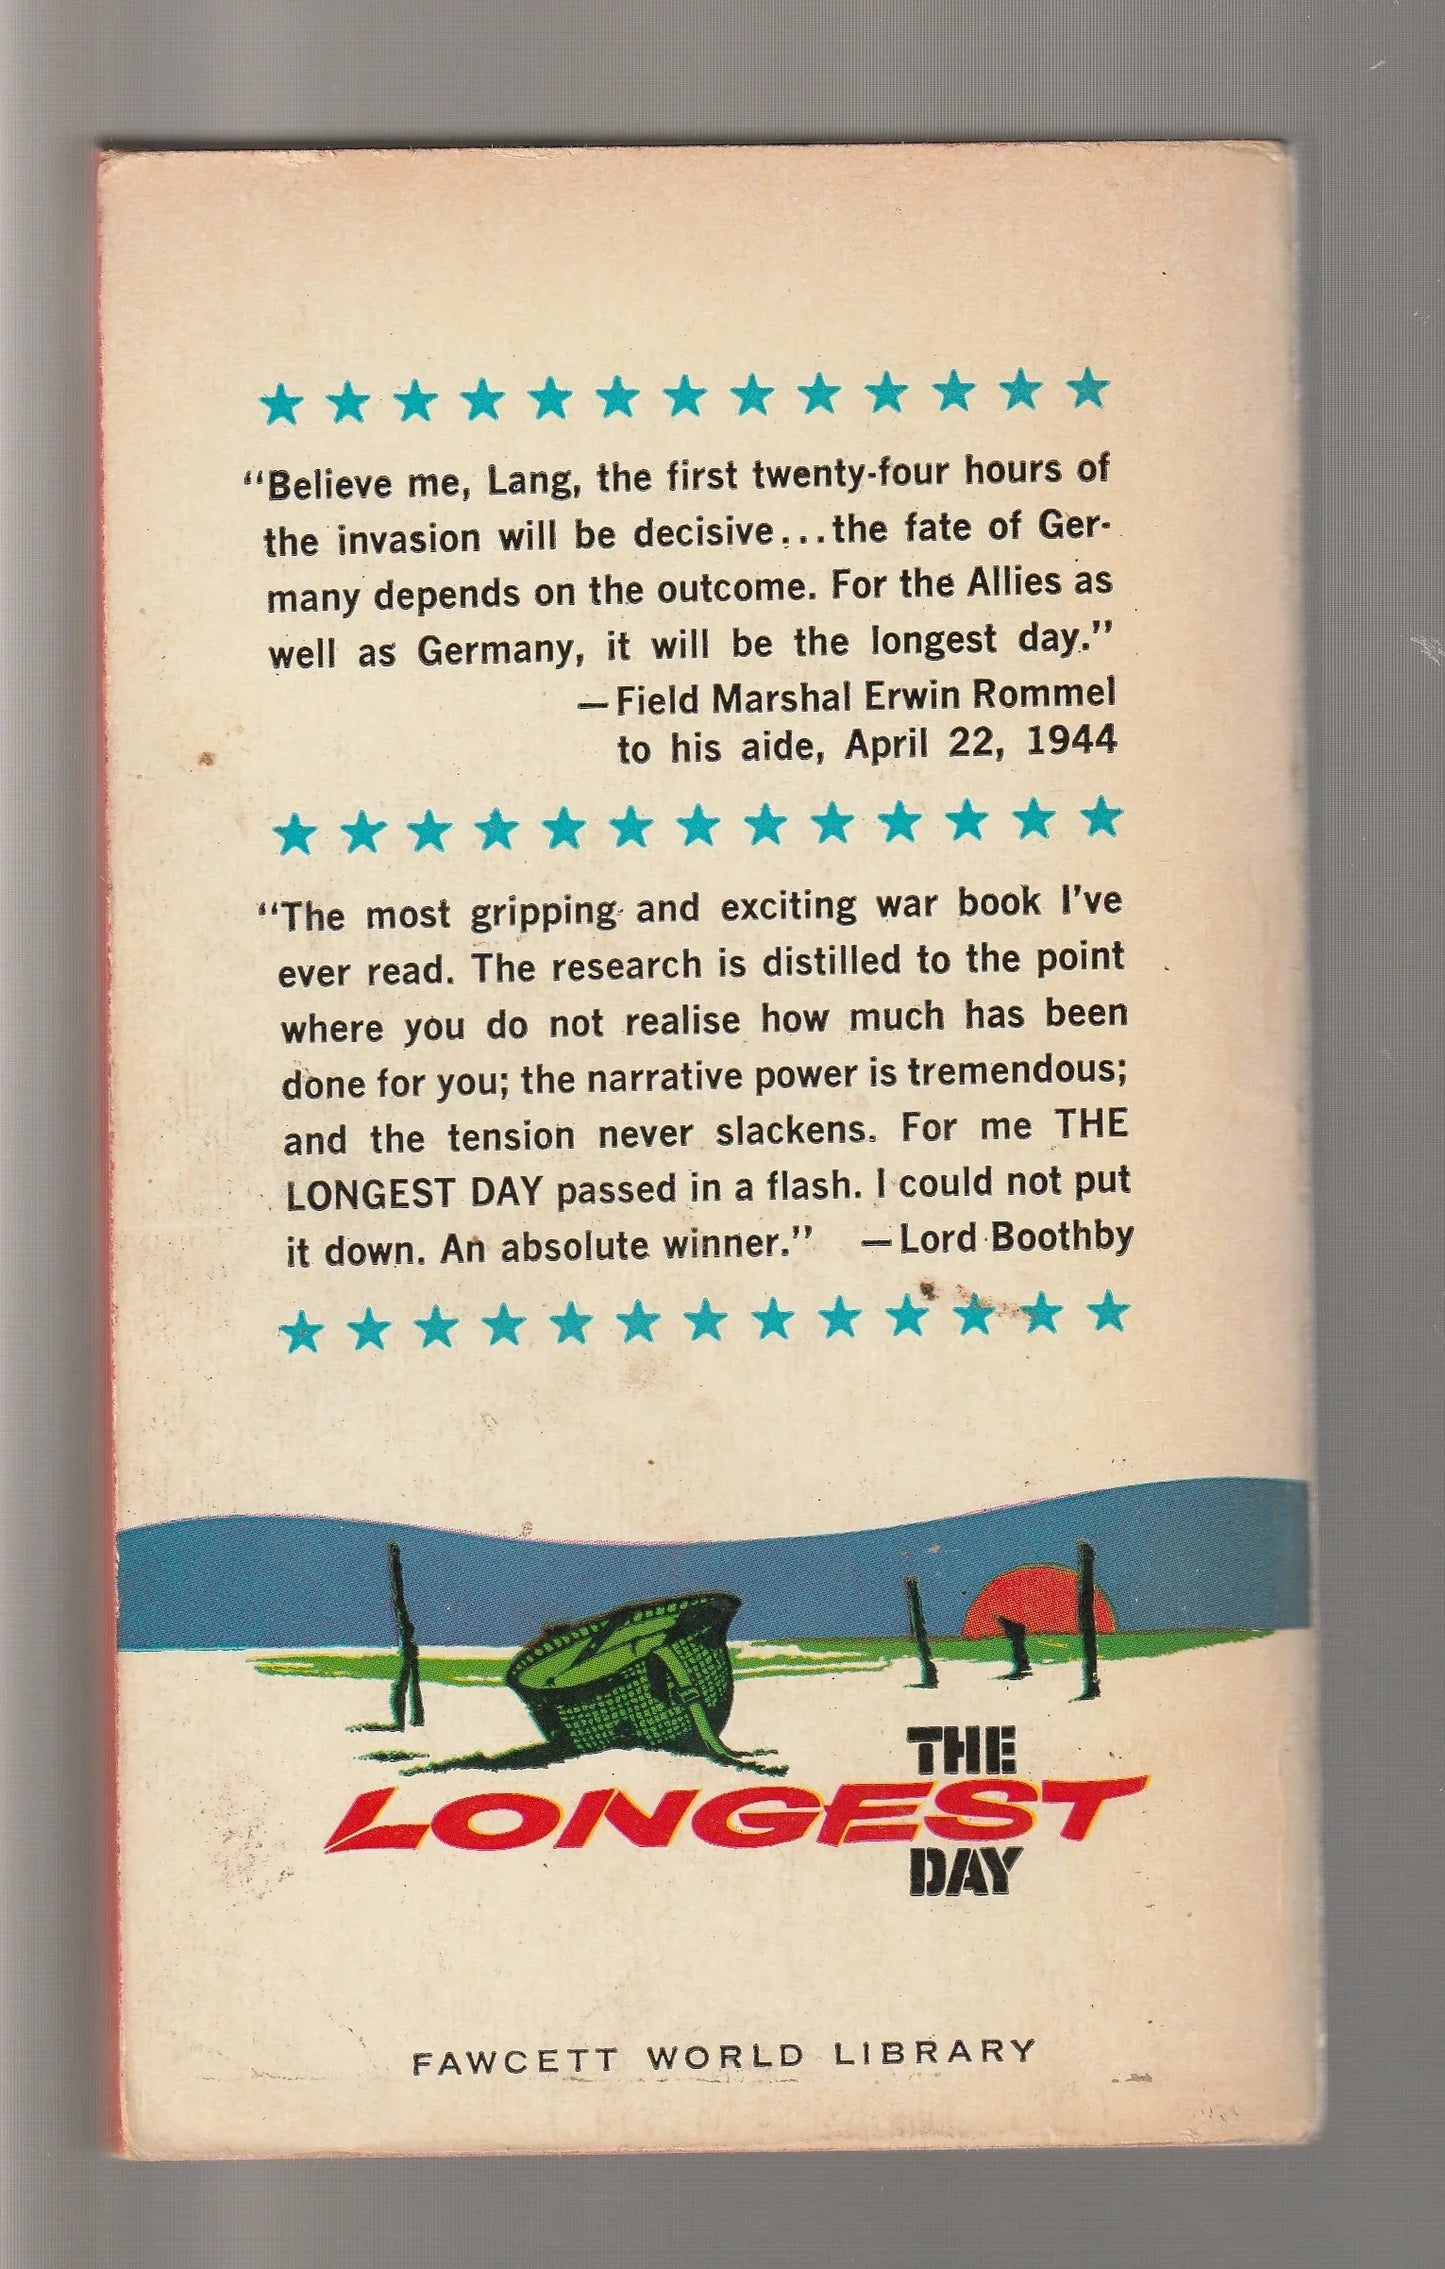 “Believe me, Lang, the first twenty-four hours of
the invasion will be decisive...the fate of Ger-
many depends on the outcome. For the Allies as
well as Germany, it will be the longest day.”
—Field Marshal Erwin Rommel
to his aide, April 22, 1944
“The most gripping and exciting war book I’ve
ever read. The research is distilled to the point
where you do not realise how much has been
done for you; the narrative power is tremendous;
and the tension never slackens. For me THE
LONGEST DAY passed in a flash. I could not put
it down. An absolute winner.” —Lord Boothby
THE
LONGEST
DAY
FAWCETT WORLD LIBRARY